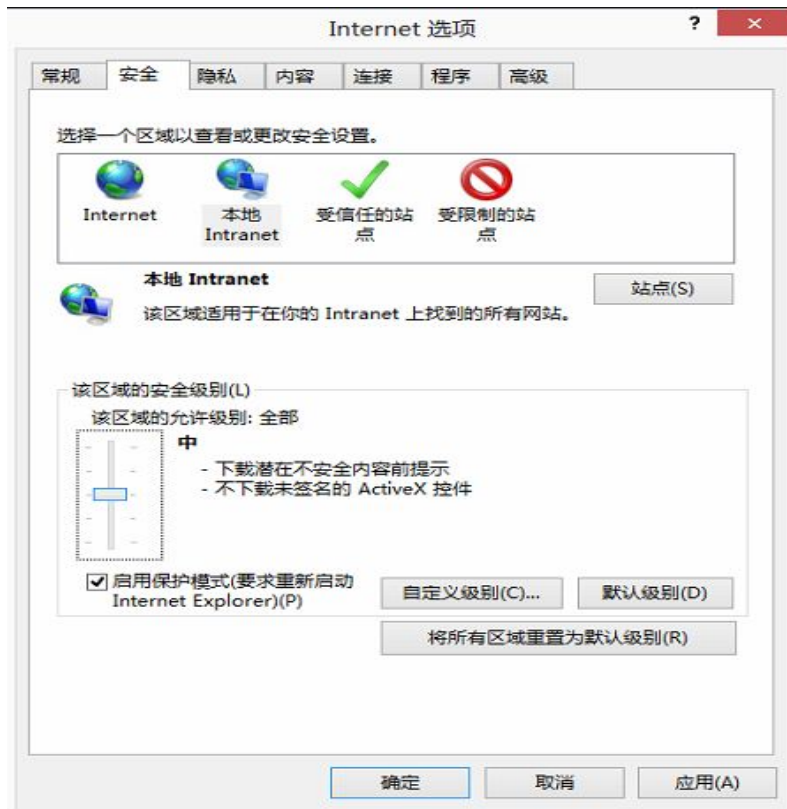 Internet 选项
?
常规 安全 隐私 内容 连接 程序 高级
选择一个区域以查看或更改安全设置。
Internet
本地
Intranet
受信任的站
点
受限制的站
点
本地 Intranet
站点(S)
该区域适用于在你的 Intranet 上找到的所有网站。
该区域的安全级别(L)
该区域的允许级别: 全部
中
- 下载潜在不安全内容前提示
- 不下载未签名的 ActiveX 控件
启用保护模式(要求重新启动
Internet Explorer)(P)
自定义级别(C)... 默认级别(D)
将所有区域重置为默认级别(R)
确定 取消 应用(A)